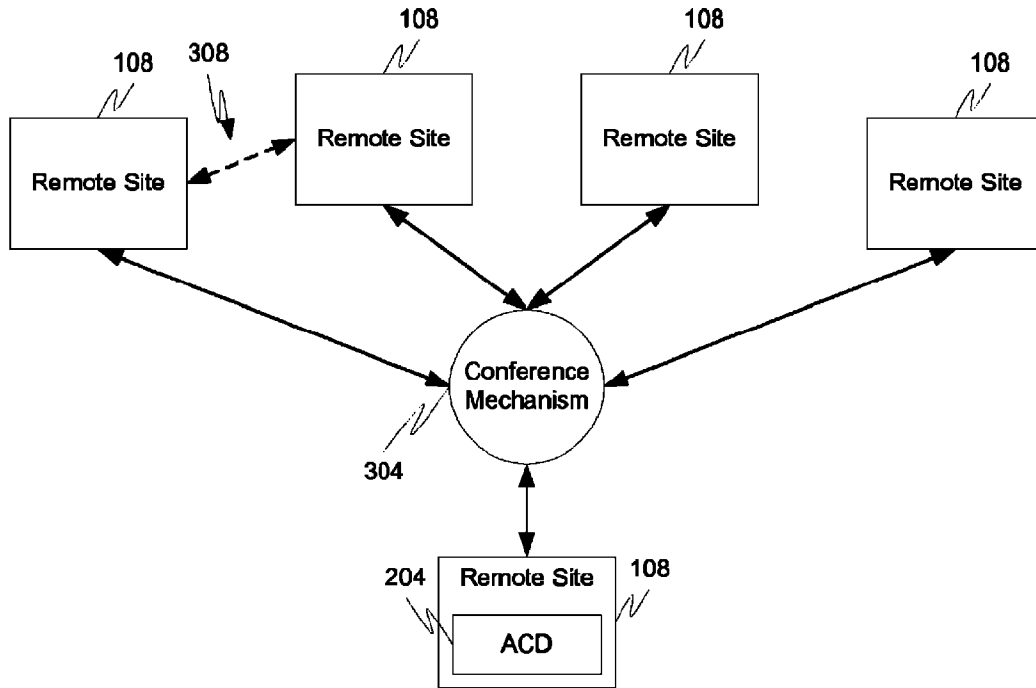 108
308
108
108
108
Remote Site
Remote Site
Remote Site
Remote Site
Conference
Mechanism
304
Remote Site
204
108
ACD